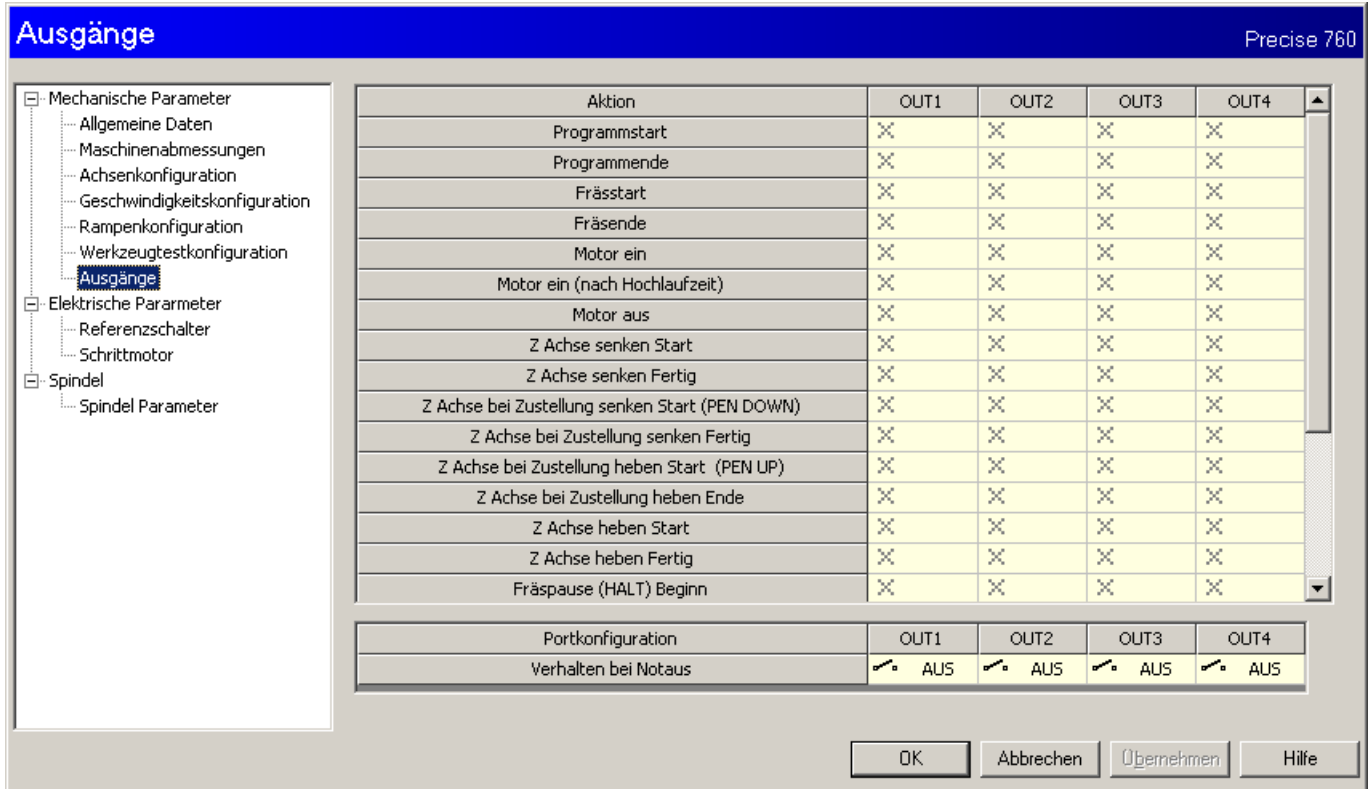 Ausgänge
Precise 760
Mechanische Parameter
Allgemeine Daten
Maschinenabmessungen
Achsenkonfiguration
Geschwindigkeitskonfiguration
Rampenkonfiguration
Werkzeugtestkonfiguration
Ausgänge
Elektrische Pararmeter
Referenzschalter
Schrittmotor
Spindel
Spindel Parameter
Aktion OUT1 OUT2 OUT3 OUT4
Programmstart
Programmende
Frässtart
Fräsende
Motor ein
Motor ein (nach Hochlaufzeit)
Motor aus
Z Achse senken Start
Z Achse senken Fertig
Z Achse bei Zustellung senken Start (PEN DOWN)
Z Achse bei Zustellung senken Fertig
Z Achse bei Zustellung heben Start (PEN UP)
Z Achse bei Zustellung heben Ende
Z Achse heben Start
Z Achse heben Fertig
Fräspause (HALT) Beginn
Portkonfiguration OUT1 OUT2 OUT3 OUT4
Verhalten bei Notaus AUS AUS AUS AUS
OK Abbrechen Übernehmen Hilfe